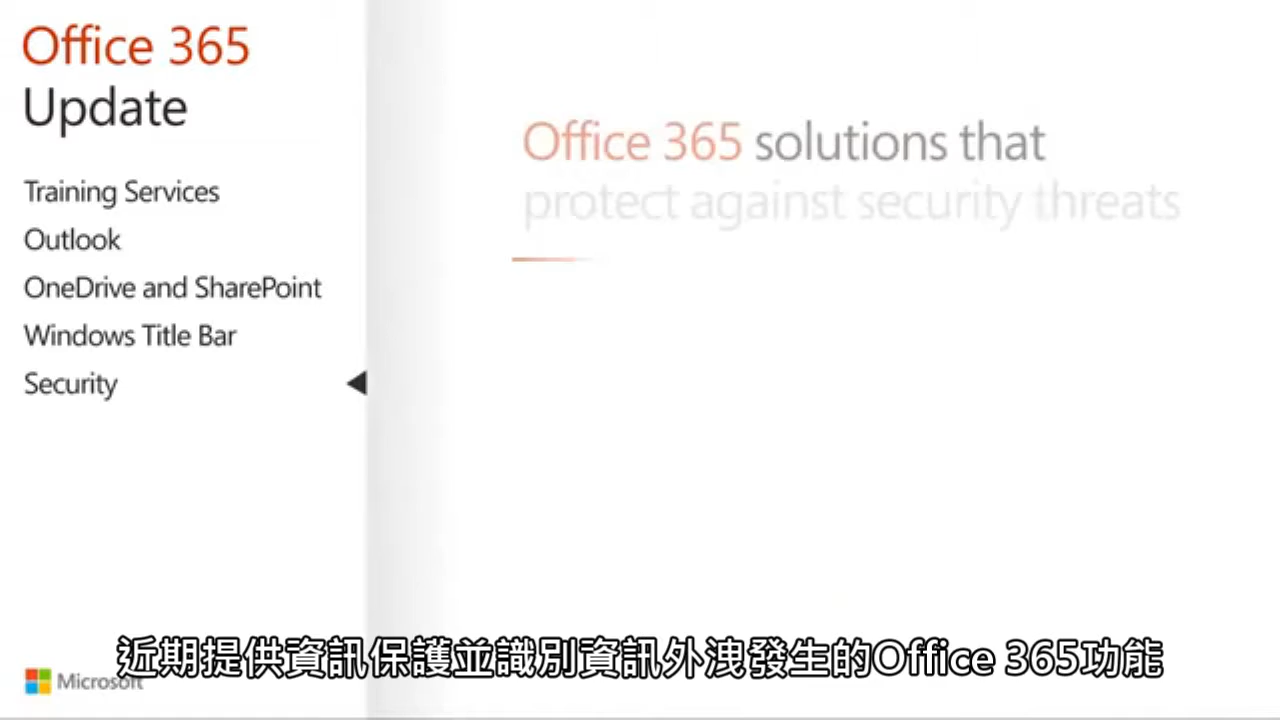 Office 365
Update
Training Services
Outlook
OneDrive and SharePoint
Windows Title Bar
Security
Office 365 solutions that
protect against security threats
Microsoft
近期提供資訊保護並識別資訊外洩發生的Office 365功能